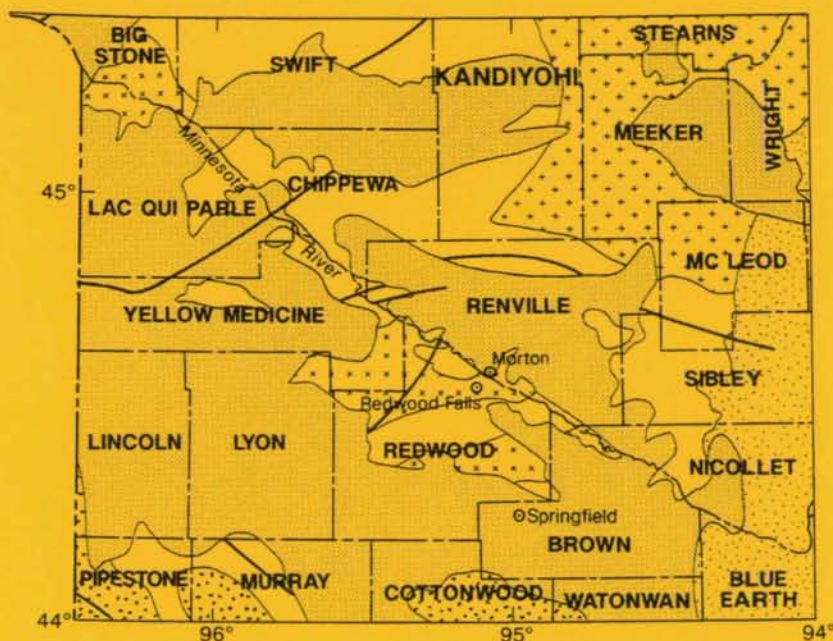 BIG
STONE
SWIFT
KANDIYOHI
STEARNS
MEEKER
WRIGHT
Minnesota
45°
CHIPPEWA
LAC QUI PARLE
River
MC LEOD
RENVILLE
YELLOW MEDICINE
Morton
Redwood Falls
SIBLEY
LINCOLN
LYON
REDWOOD
NICOLLET
Springfield
BROWN
PIPESTONE
MURRAY
COTTONWOOD
WATONWAN
BLUE
EARTH
44°
96°
95°
94°